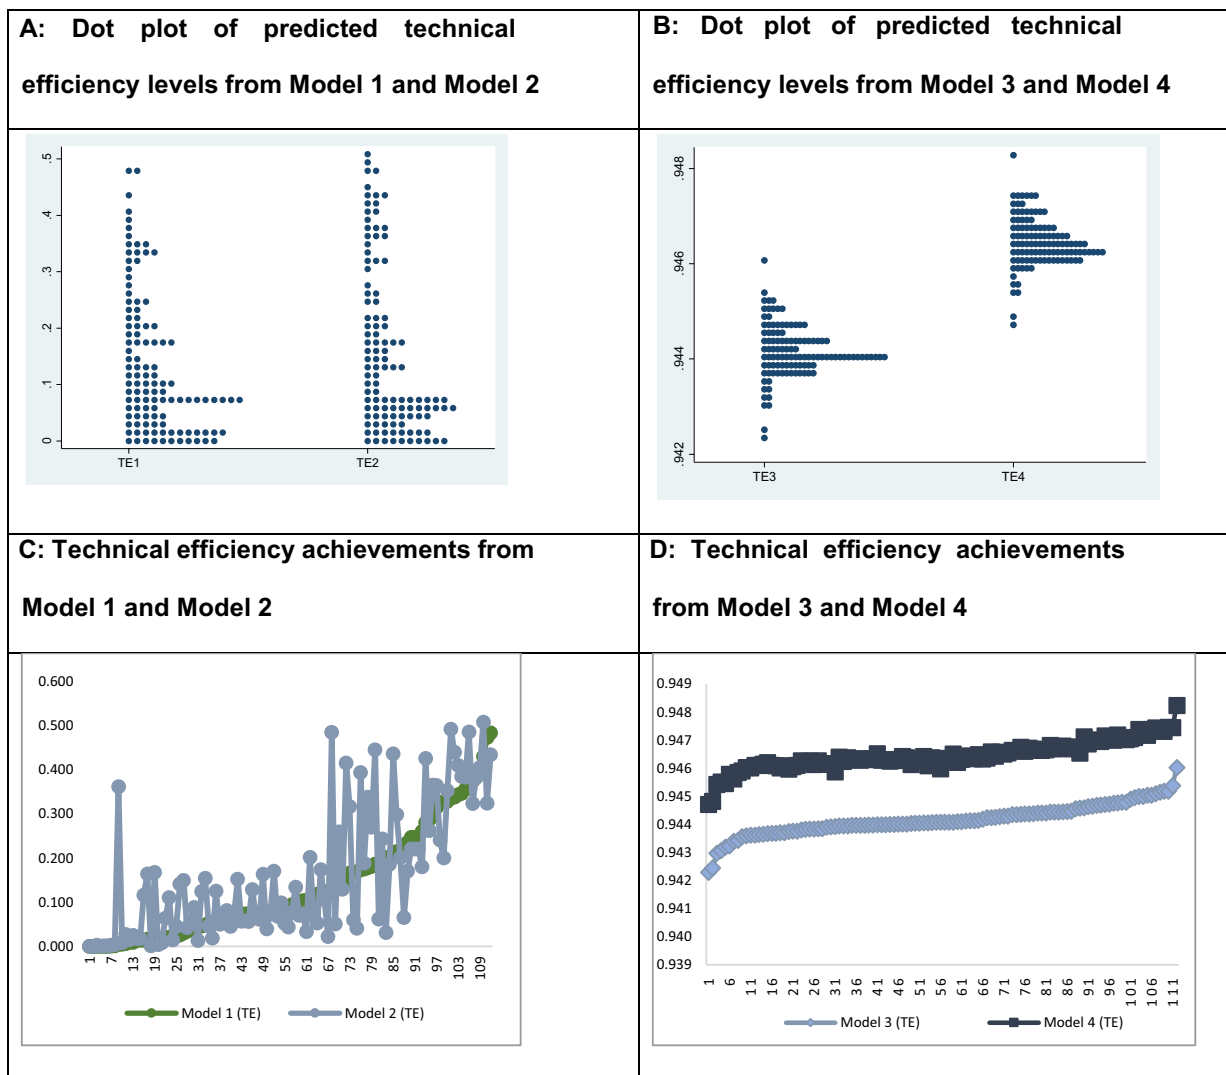 A: Dot plot of predicted technical
efficiency levels from Model 1 and Model 2
B: Dot plot of predicted technical
efficiency levels from Model 3 and Model 4
.5
.4
.3
.2
.1
0
TE1
TE2
.948
.946
.944
.942
TE3
TE4
C: Technical efficiency achievements from
Model 1 and Model 2
D: Technical efficiency achievements
from Model 3 and Model 4
0.600
0.500
0.400
0.300
0.200
0.100
0.000
1 7 13 19 25 31 37 43 49 55 61 67 73 79 85 91 97 103 109
Model 1 (TE) Model 2 (TE)
0.949
0.948
0.947
0.946
0.945
0.944
0.943
0.942
0.941
0.940
0.939
1 6 11 16 21 26 31 36 41 46 51 56 61 66 71 76 81 86 91 96 101 106 111
Model 3 (TE) Model 4 (TE)